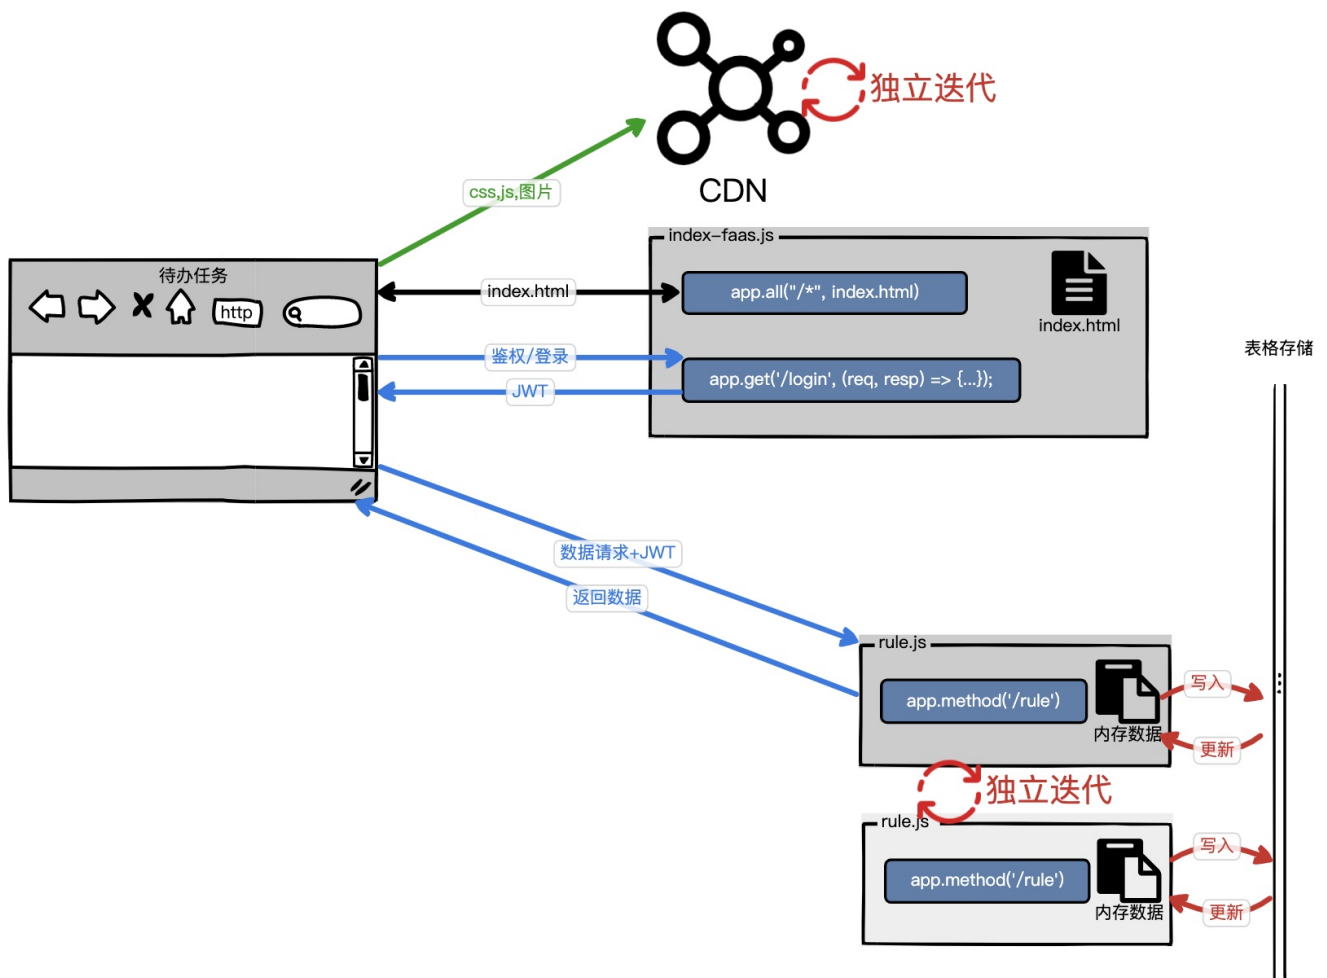 独立迭代
CDN
css,js,图片
index-faas.js
待办任务
http
index.html
app.all("/*", index.html)
index.html
鉴权/登录
app.get('/login', (req, resp) => {...});
JWT
表格存储
数据请求+JWT
返回数据
rule.js
app.method('/rule')
内存数据
写入
更新
独立迭代
rule.js
app.method('/rule')
内存数据
写入
更新